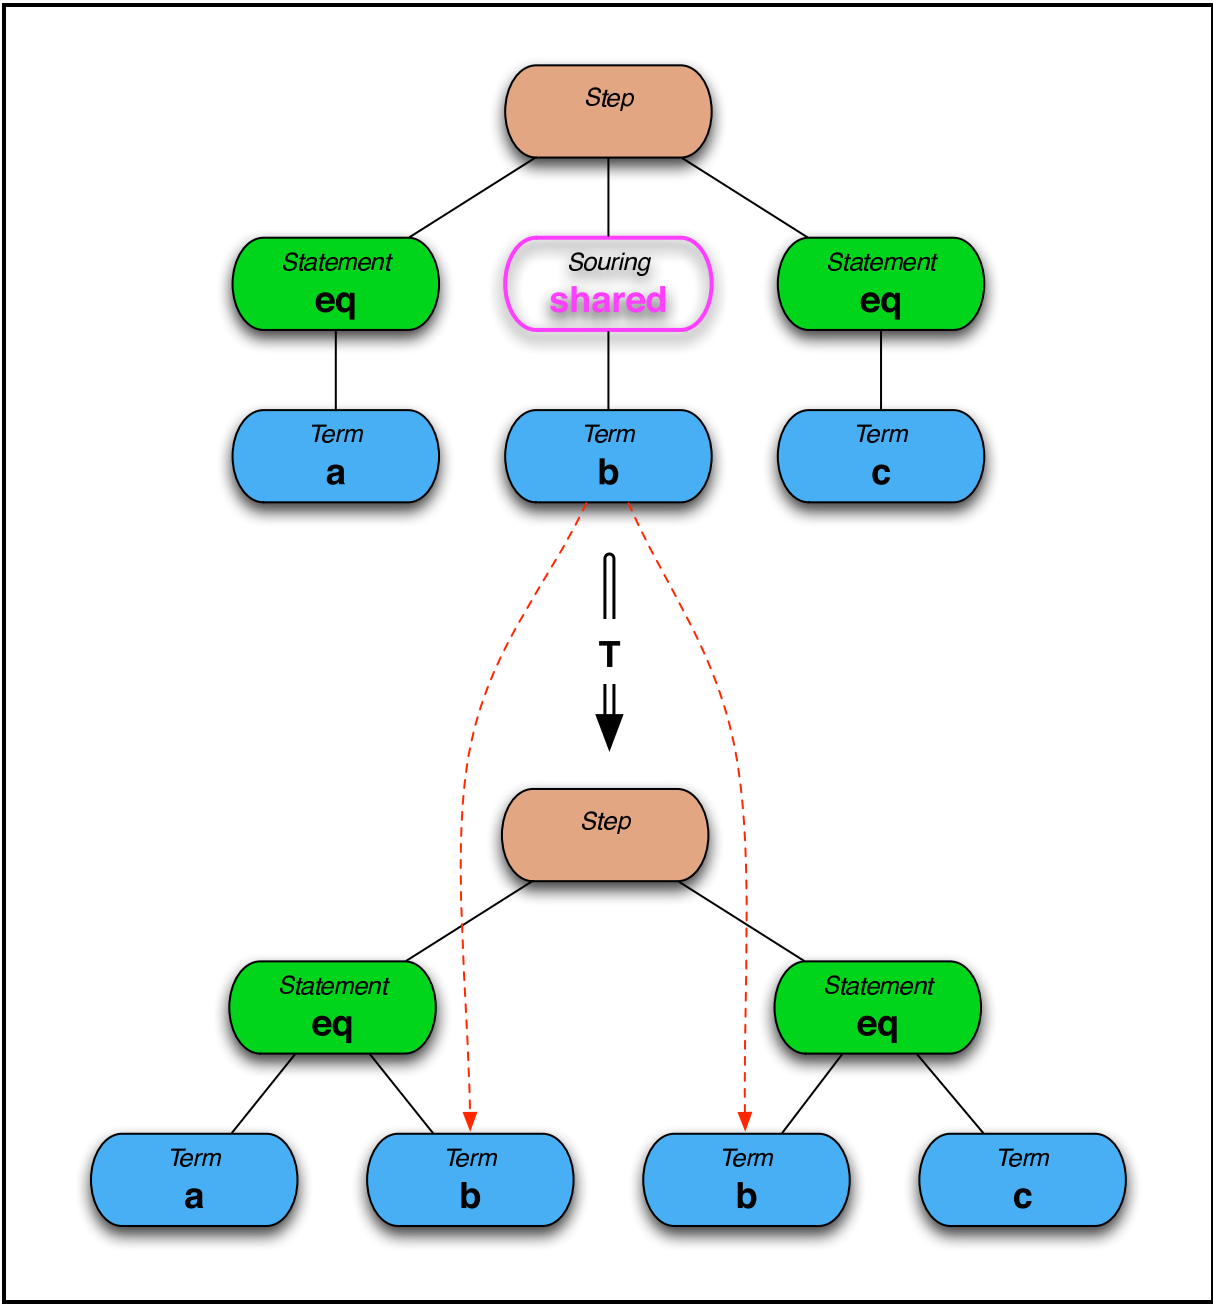 Step
Statement
eq
Souring
shared
Statement
eq
Term
a
Term
b
Term
c
T
Step
Statement
eq
Statement
eq
Term
a
Term
b
Term
b
Term
c